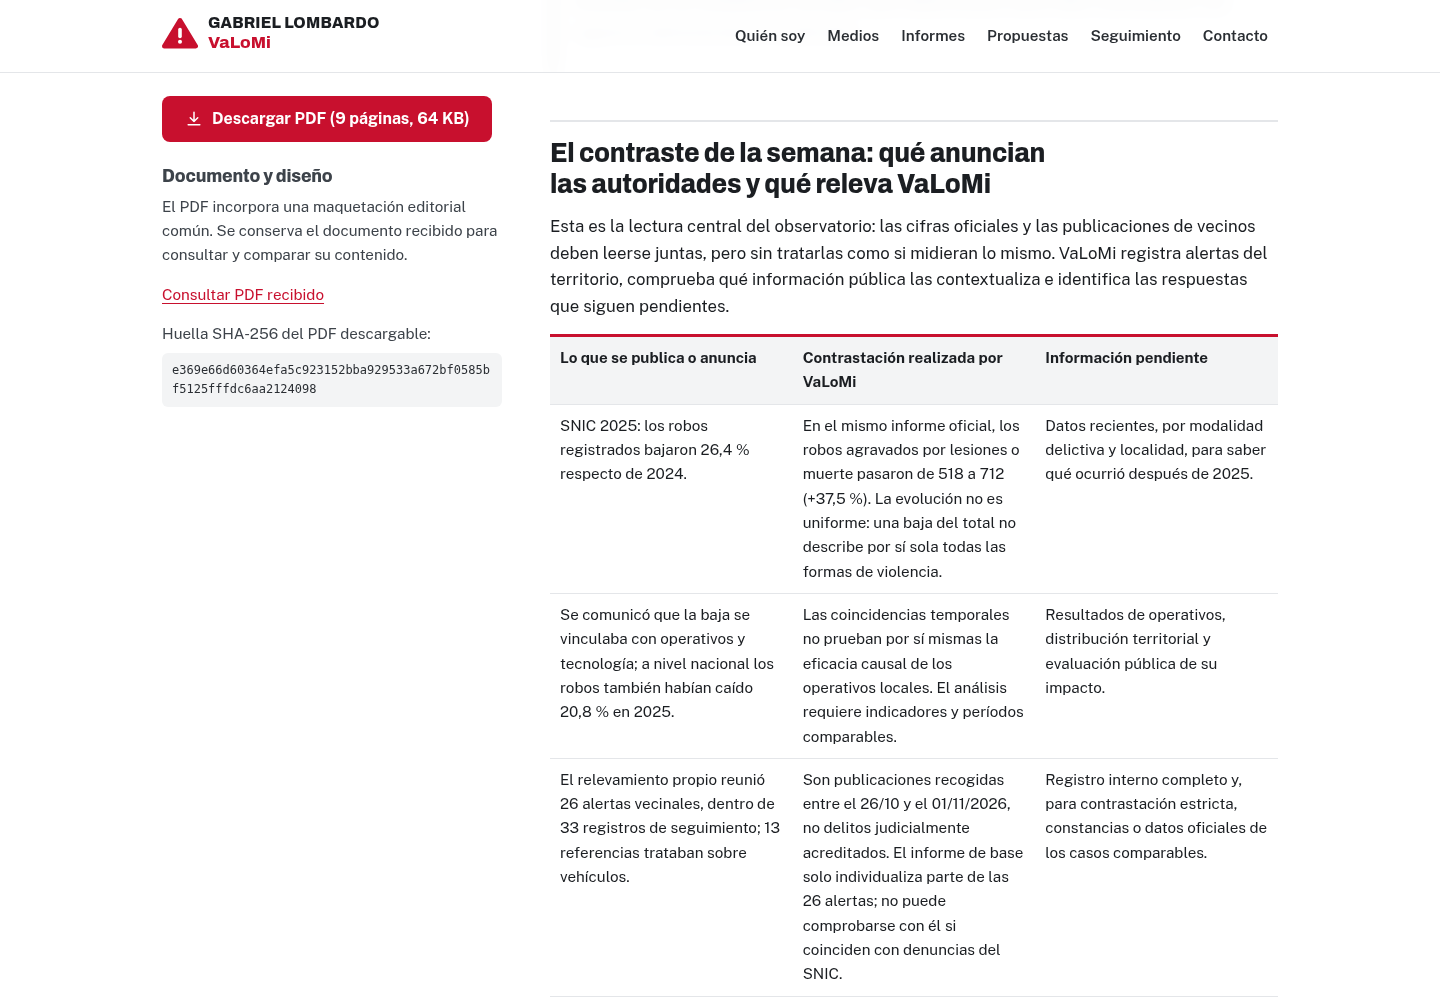 GABRIEL LOMBARDO
VaLoMi
Quién soy
Medios
Informes
Propuestas
Seguimiento
Contacto
Descargar PDF (9 páginas, 64 KB)
Documento y diseño
El PDF incorpora una maquetación editorial
común. Se conserva el documento recibido para
consultar y comparar su contenido.
Consultar PDF recibido
Huella SHA-256 del PDF descargable:
e369e66d60364efa5c923152bba929533a672bf0585b
f5125fffdc6aa2124098
El contraste de la semana: qué anuncian
las autoridades y qué releva VaLoMi
Esta es la lectura central del observatorio: las cifras oficiales y las publicaciones de vecinos
deben leerse juntas, pero sin tratarlas como si midieran lo mismo. VaLoMi registra alertas del
territorio, comprueba qué información pública las contextualiza e identifica las respuestas
que siguen pendientes.
Lo que se publica o anuncia
Contrastación realizada por
VaLoMi
Información pendiente
SNIC 2025: los robos
registrados bajaron 26,4 %
respecto de 2024.
En el mismo informe oficial, los
robos agravados por lesiones o
muerte pasaron de 518 a 712
(+37,5 %). La evolución no es
uniforme: una baja del total no
describe por sí sola todas las
formas de violencia.
Datos recientes, por modalidad
delictiva y localidad, para saber
qué ocurrió después de 2025.
Se comunicó que la baja se
vinculaba con operativos y
tecnología; a nivel nacional los
robos también habían caído
20,8 % en 2025.
Las coincidencias temporales
no prueban por sí mismas la
eficacia causal de los
operativos locales. El análisis
requiere indicadores y períodos
comparables.
Resultados de operativos,
distribución territorial y
evaluación pública de su
impacto.
El relevamiento propio reunió
26 alertas vecinales, dentro de
33 registros de seguimiento; 13
referencias trataban sobre
vehículos.
Son publicaciones recogidas
entre el 26/10 y el 01/11/2026,
no delitos judicialmente
acreditados. El informe de base
solo individualiza parte de las
26 alertas; no puede
comprobarse con él si
coinciden con denuncias del
SNIC.
Registro interno completo y,
para contrastación estricta,
constancias o datos oficiales de
los casos comparables.